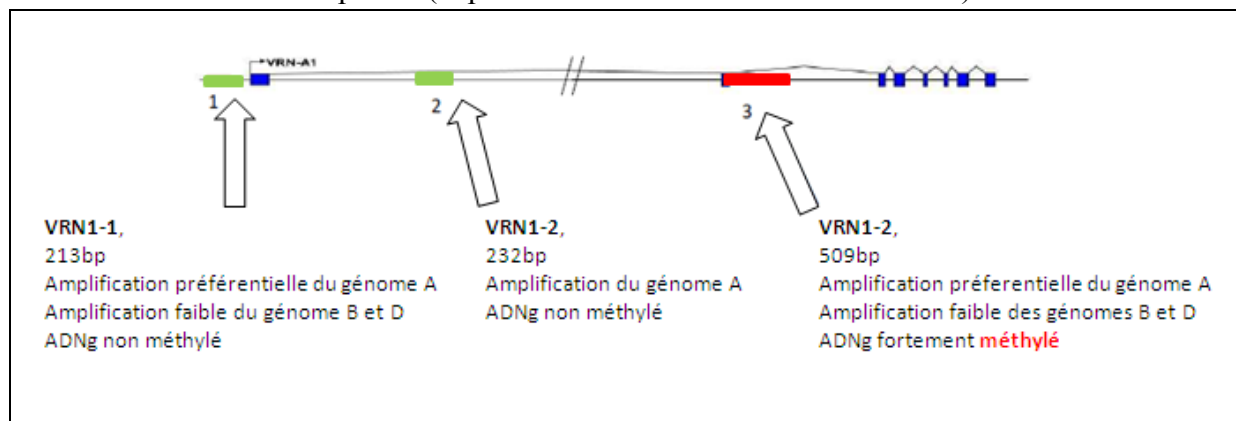 VRN-A1
1
2
3
VRN1-1,
213bp
Amplification préférentielle du génome A
Amplification faible du génome B et D
ADNg non méthylé
VRN1-2,
232bp
Amplification du génome A
ADNg non méthylé
VRN1-2,
509bp
Amplification préferentielle du génome A
Amplification faible des génomes B et D
ADNg fortement méthylé